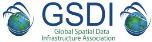 GSDI
Global Spatial Data
Infrastructure Association